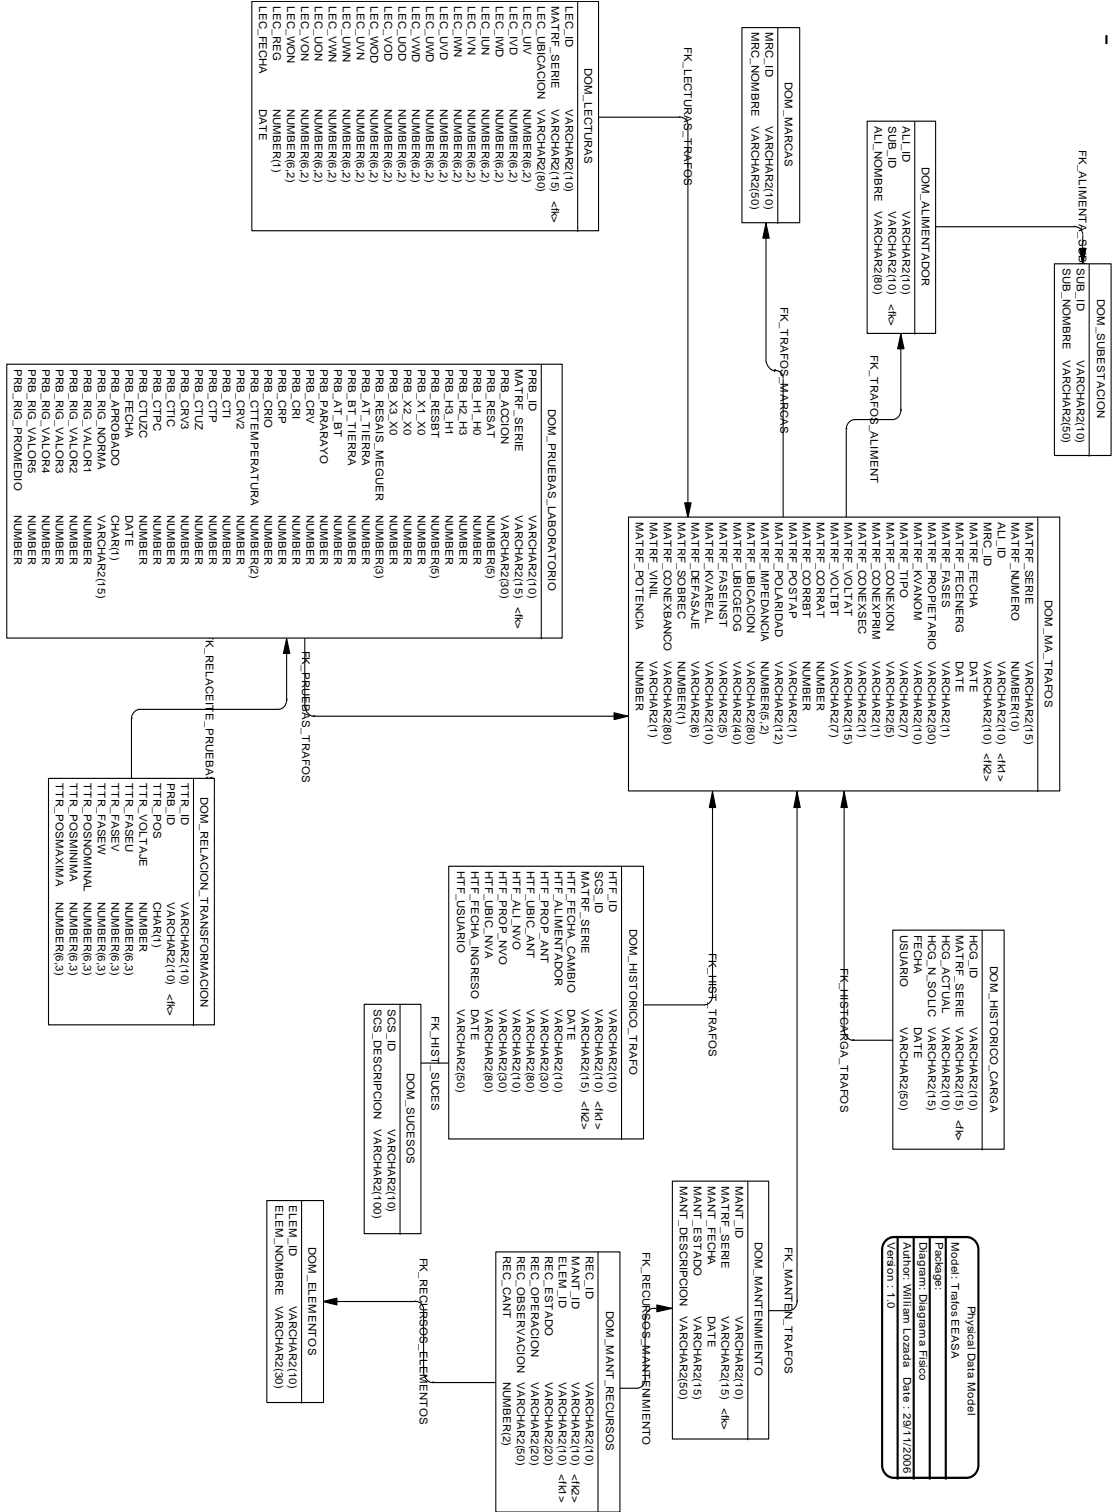 Physical Data Model
Model: Trafos EEASA
Package:
Diagram: Diagrama Fisico
Author: William Lozada Date : 29/11/2006
Version : 1.0
DOM_SUBESTACION
SUB_ID VARCHAR2(10)
SUB_NOMBRE VARCHAR2(50)
FK_ALIMENTA_SUB
DOM_ALIMENTADOR
ALI_ID VARCHAR2(10)
SUB_ID VARCHAR2(10) <fk>
ALI_NOMBRE VARCHAR2(80)
FK_TRAFOS_ALIMENT
DOM_MARCAS
MRC_ID VARCHAR2(10)
MRC_NOMBRE VARCHAR2(50)
FK_TRAFOS_MARCAS
FK_LECTURAS_TRAFOS
DOM_LECTURAS
LEC_ID VARCHAR2(10)
MATRF_SERIE VARCHAR2(15) <fk>
LEC_UBICACION VARCHAR2(80)
LEC_UIV NUMBER(6,2)
LEC_IVD NUMBER(6,2)
LEC_IWD NUMBER(6,2)
LEC_IUN NUMBER(6,2)
LEC_IVN NUMBER(6,2)
LEC_IWN NUMBER(6,2)
LEC_UVD NUMBER(6,2)
LEC_UWD NUMBER(6,2)
LEC_VWD NUMBER(6,2)
LEC_UOD NUMBER(6,2)
LEC_VOD NUMBER(6,2)
LEC_WOD NUMBER(6,2)
LEC_UVN NUMBER(6,2)
LEC_UWN NUMBER(6,2)
LEC_VWN NUMBER(6,2)
LEC_UON NUMBER(6,2)
LEC_VON NUMBER(6,2)
LEC_WON NUMBER(6,2)
LEC_REG NUMBER(1)
LEC_FECHA DATE
DOM_MA_TRAFOS
MATRF_SERIE VARCHAR2(15)
MATRF_NUMERO NUMBER(10)
ALI_ID VARCHAR2(10) <fk1>
MRC_ID VARCHAR2(10) <fk2>
MATRF_FECHA DATE
MATRF_FECENERG DATE
MATRF_FASES VARCHAR2(1)
MATRF_PROPIETARIO VARCHAR2(30)
MATRF_KVANOM VARCHAR2(10)
MATRF_TIPO VARCHAR2(7)
MATRF_CONEXION VARCHAR2(5)
MATRF_CONEXPRIM VARCHAR2(1)
MATRF_CONEXSEC VARCHAR2(1)
MATRF_VOLTAT VARCHAR2(15)
MATRF_VOLTBT VARCHAR2(7)
MATRF_CORRAT NUMBER
MATRF_CORRBT NUMBER
MATRF_POSTAP VARCHAR2(1)
MATRF_POLARIDAD VARCHAR2(12)
MATRF_IMPEDANCIA NUMBER(5,2)
MATRF_UBICACION VARCHAR2(80)
MATRF_UBICGEOG VARCHAR2(40)
MATRF_FASEINST VARCHAR2(5)
MATRF_KVAREAL VARCHAR2(10)
MATRF_DEFASAJE VARCHAR2(6)
MATRF_SOBREC NUMBER(1)
MATRF_CONEXBANCO VARCHAR2(80)
MATRF_VINIL VARCHAR2(1)
MATRF_POTENCIA NUMBER
DOM_PRUEBAS_LABORATORIO
PRB_ID VARCHAR2(10)
MATRF_SERIE VARCHAR2(15) <fk>
PRB_ACCION VARCHAR2(30)
PRB_RESAT NUMBER(5)
PRB_H1_H0 NUMBER
PRB_H2_H3 NUMBER
PRB_H3_H1 NUMBER
PRB_RESBT NUMBER(5)
PRB_X1_X0 NUMBER
PRB_X2_X0 NUMBER
PRB_X3_X0 NUMBER
PRB_RESAIS_MEGUER NUMBER(3)
PRB_AT_TIERRA NUMBER
PRB_BT_TIERRA NUMBER
PRB_AT_BT NUMBER
PRB_PARARAYO NUMBER
PRB_CRV NUMBER
PRB_CRI NUMBER
PRB_CRP NUMBER
PRB_CRIO NUMBER
PRB_CTTEMPERATURA NUMBER(2)
PRB_CRV2 NUMBER
PRB_CTI NUMBER
PRB_CTP NUMBER
PRB_CTUZ NUMBER
PRB_CRV3 NUMBER
PRB_CTIC NUMBER
PRB_CTPC NUMBER
PRB_CTUZC NUMBER
PRB_FECHA DATE
PRB_APROBADO CHAR(1)
PRB_RIG_NORMA VARCHAR2(15)
PRB_RIG_VALOR1 NUMBER
PRB_RIG_VALOR2 NUMBER
PRB_RIG_VALOR3 NUMBER
PRB_RIG_VALOR4 NUMBER
PRB_RIG_VALOR5 NUMBER
PRB_RIG_PROMEDIO NUMBER
FK_PRUEBAS_TRAFOS
FK_RELACEITE_PRUEBAS
DOM_RELACION_TRANSFORMACION
TTR_ID VARCHAR2(10)
PRB_ID VARCHAR2(10) <fk>
TTR_POS CHAR(1)
TTR_VOLTAJE NUMBER
TTR_FASEU NUMBER(6,3)
TTR_FASEV NUMBER(6,3)
TTR_FASEW NUMBER(6,3)
TTR_POSNOMINAL NUMBER(6,3)
TTR_POSMINIMA NUMBER(6,3)
TTR_POSMAXIMA NUMBER(6,3)
DOM_HISTORICO_CARGA
HCG_ID VARCHAR2(10)
MATRF_SERIE VARCHAR2(15) <fk>
HCG_ACTUAL VARCHAR2(10)
HCG_N_SOLIC VARCHAR2(15)
FECHA DATE
USUARIO VARCHAR2(50)
FK_HISTCARGA_TRAFOS
FK_HIST_TRAFOS
DOM_HISTORICO_TRAFO
HTF_ID VARCHAR2(10)
SCS_ID VARCHAR2(10) <fk1>
MATRF_SERIE VARCHAR2(15) <fk2>
HTF_FECHA_CAMBIO DATE
HTF_ALIMENTADOR VARCHAR2(10)
HTF_PROP_ANT VARCHAR2(30)
HTF_UBIC_ANT VARCHAR2(80)
HTF_ALI_NVO VARCHAR2(10)
HTF_PROP_NVO VARCHAR2(30)
HTF_UBIC_NVA VARCHAR2(80)
HTF_FECHA_INGRESO DATE
HTF_USUARIO VARCHAR2(50)
FK_HIST_SUCES
DOM_SUCESOS
SCS_ID VARCHAR2(10)
SCS_DESCRIPCION VARCHAR2(100)
FK_MANTEN_TRAFOS
DOM_MANTENIMIENTO
MANT_ID VARCHAR2(10)
MATRF_SERIE VARCHAR2(15) <fk>
MANT_FECHA DATE
MANT_ESTADO VARCHAR2(15)
MANT_DESCRIPCION VARCHAR2(50)
FK_RECURSOS_MANTENIMIENTO
DOM_MANT_RECURSOS
REC_ID VARCHAR2(10)
MANT_ID VARCHAR2(10) <fk2>
ELEM_ID VARCHAR2(10) <fk1>
REC_ESTADO VARCHAR2(20)
REC_OPERACION VARCHAR2(20)
REC_OBSERVACION VARCHAR2(50)
REC_CANT NUMBER(2)
FK_RECURSOS_ELEMENTOS
DOM_ELEMENTOS
ELEM_ID VARCHAR2(10)
ELEM_NOMBRE VARCHAR2(30)